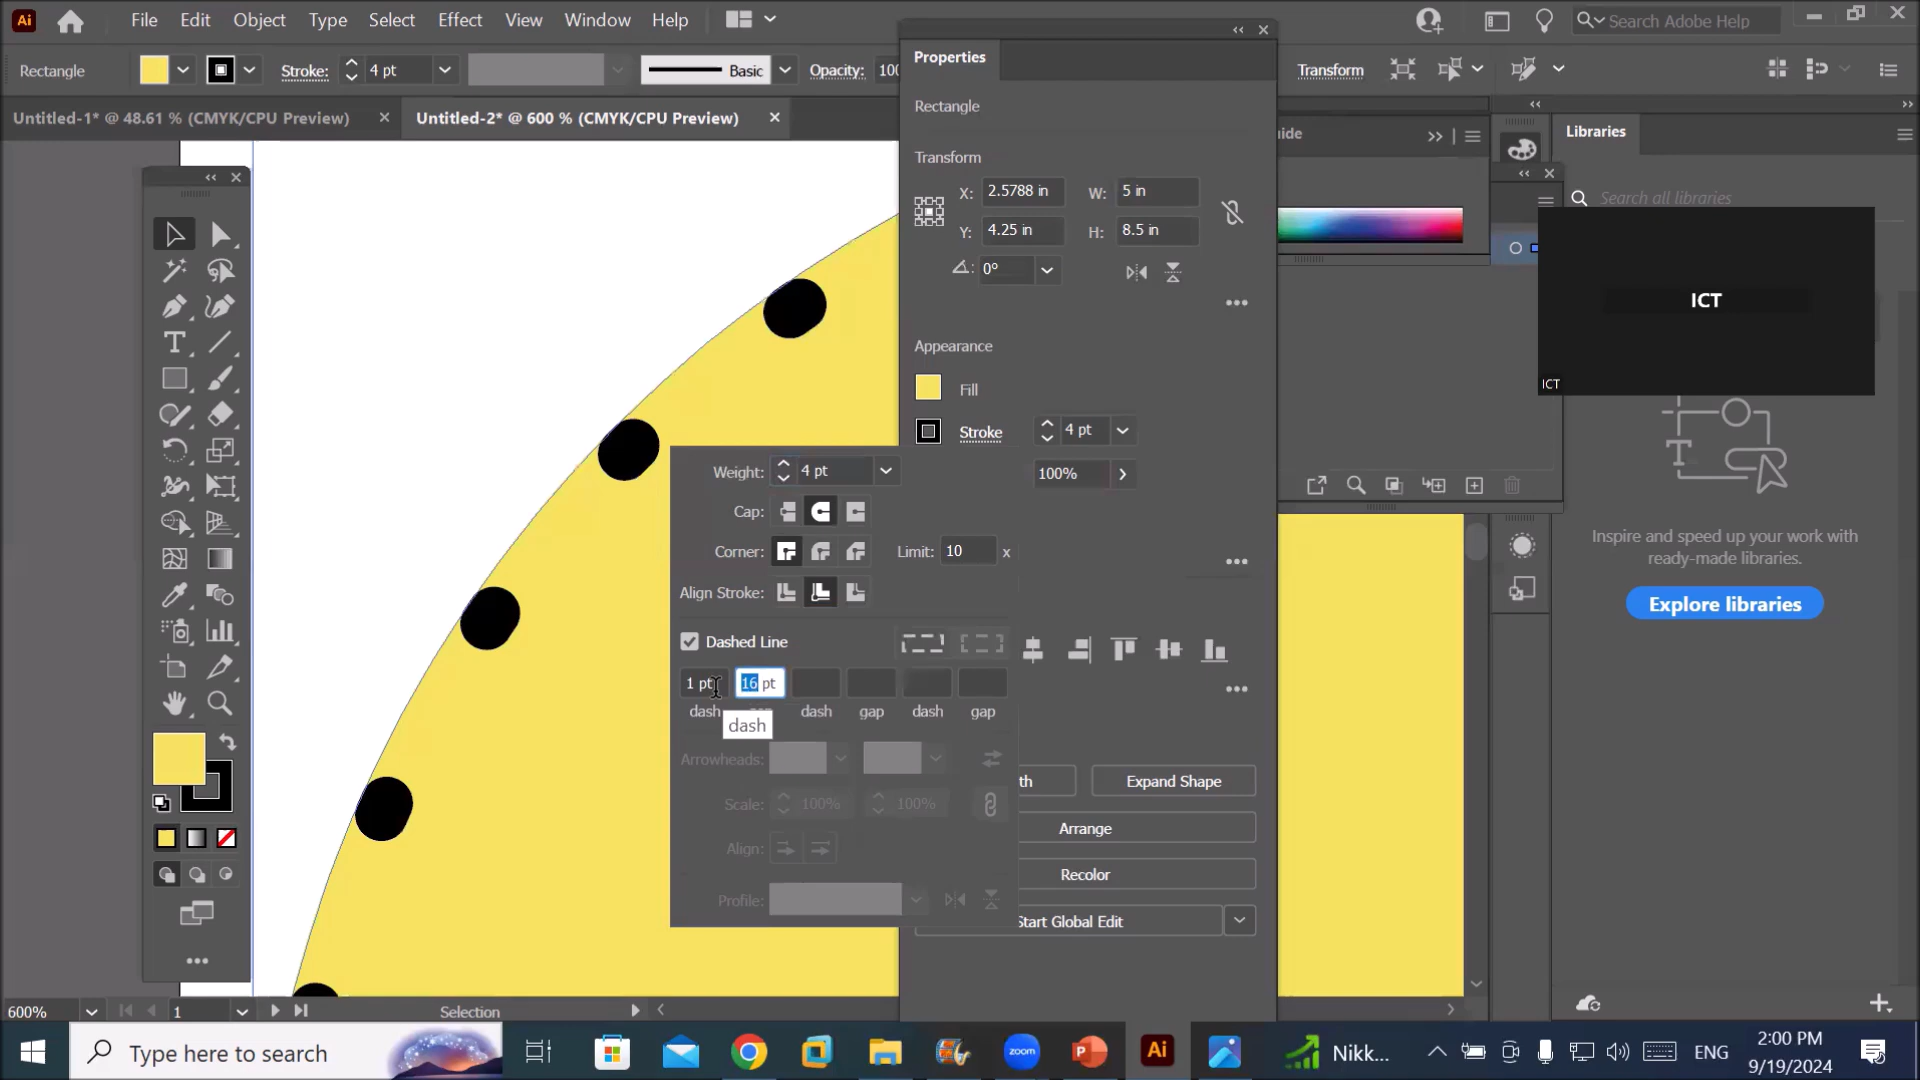 Ai File Edit Object Type Select Effect View Window Help Search Adobe Help
Rectangle Stroke: 4 pt Basic Opacity: 100 Transform
Untitled-1* @ 48.61 % (CMYK/CPU Preview) Untitled-2* @ 600 % (CMYK/CPU Preview)
Properties
Rectangle
Transform
X: 2.5788 in W: 5 in
Y: 4.25 in H: 8.5 in
0°
Appearance
Fill
Stroke 4 pt
100%
Weight: 4 pt
Cap:
Corner: Limit: 10 x
Align Stroke:
Dashed Line
1 pt 16 pt
dash gap dash gap dash gap
dash
Arrowheads:
Scale: 100% 100%
Align:
Profile:
th Expand Shape
Arrange
Recolor
Start Global Edit
uide
Libraries
Search all libraries
ICT
ICT
Inspire and speed up your work with
ready-made libraries.
Explore libraries
600% 1 Selection
Type here to search zoom P Ai Nikk... ENG 2:00 PM
9/19/2024